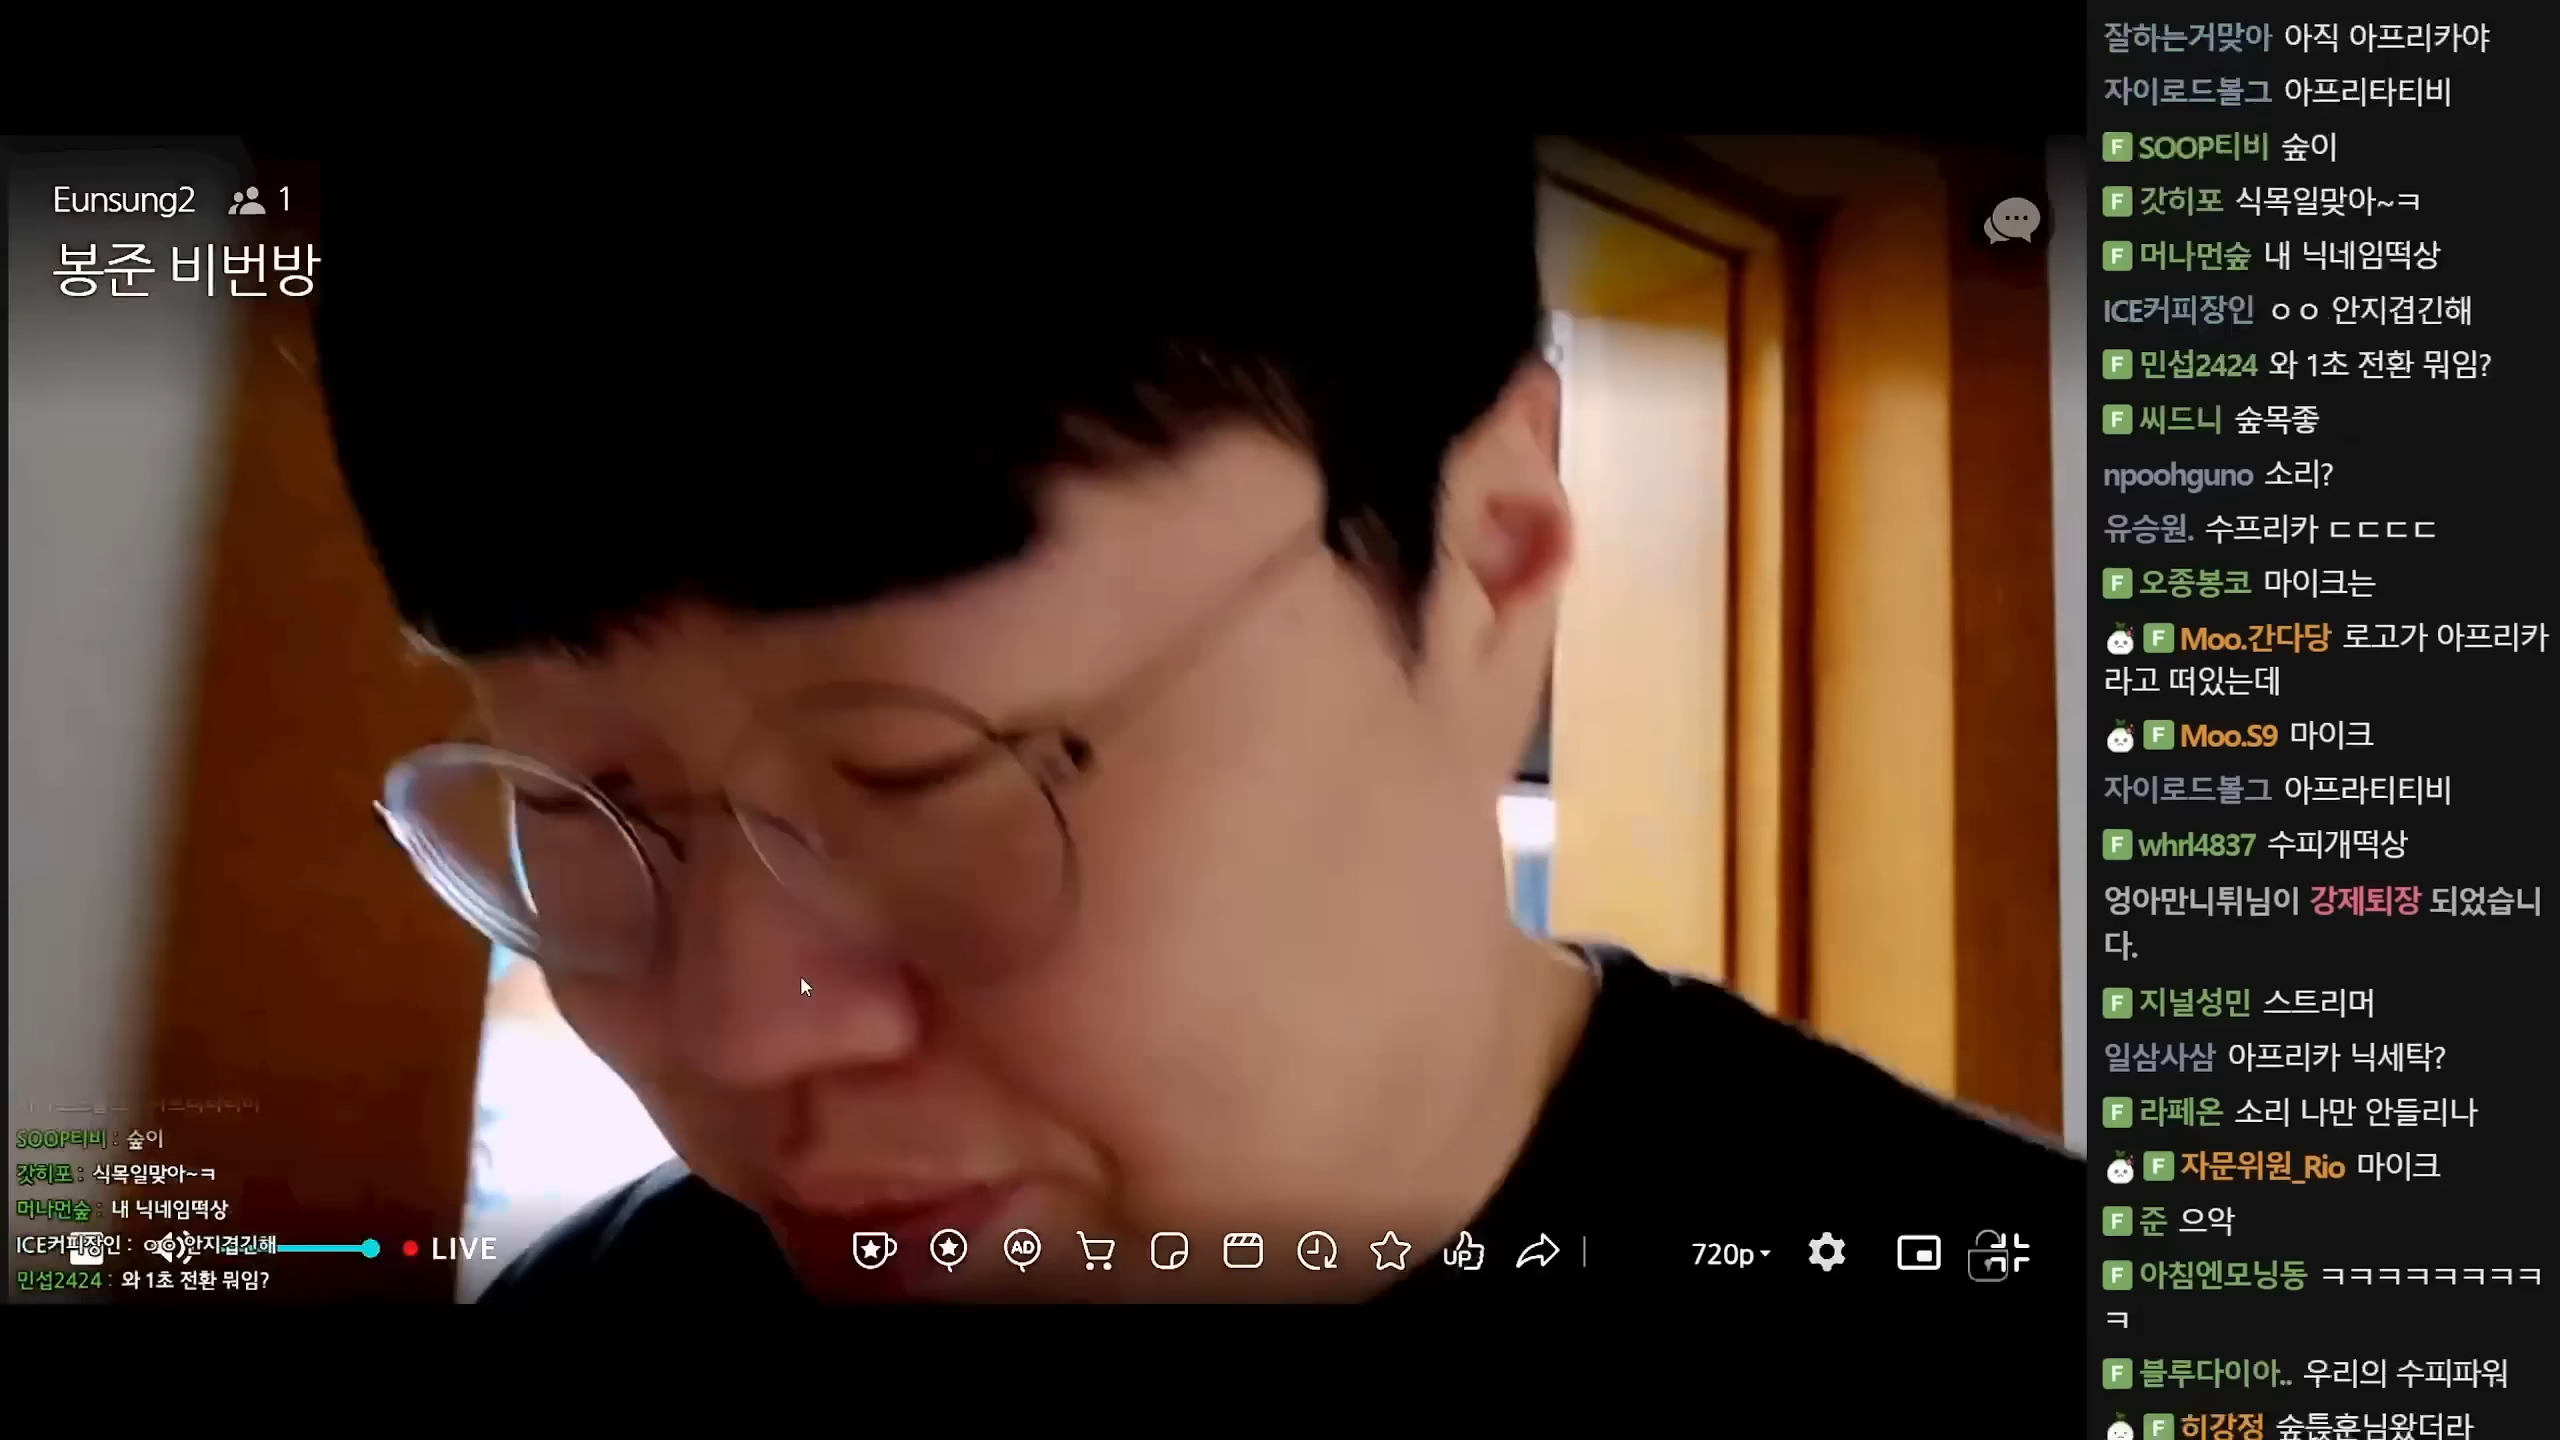 Eunsung2 1
봉준 비번방
SOOP티비 : 숲이
갓히포 : 식목일맞아~ㅋ
머나먼숲 : 내 닉네임떡상
ICE커피장인 : ㅇㅇ 안지겹긴해
민섭2424 : 와 1초 전환 뭐임?
LIVE
AD
UP
720p
잘하는거맞아 아직 아프리카야
자이로드볼그 아프리타티비
F SOOP티비 숲이
F 갓히포 식목일맞아~ㅋ
F 머나먼숲 내 닉네임떡상
ICE커피장인 ㅇㅇ 안지겹긴해
F 민섭2424 와 1초 전환 뭐임?
F 씨드니 숲목좋
npoohguno 소리?
유승원. 수프리카 ㄷㄷㄷㄷ
F 오종봉코 마이크는
F Moo.간다당 로고가 아프리카
라고 떠있는데
F Moo.S9 마이크
자이로드볼그 아프라티티비
F whrl4837 수피개떡상
엉아만니튀님이 강제퇴장 되었습니
다.
F 지널성민 스트리머
일삼사삼 아프리카 닉세탁?
F 라페온 소리 나만 안들리나
F 자문위원_Rio 마이크
F 준 으악
F 아침엔모닝동 ㅋㅋㅋㅋㅋㅋㅋㅋ
ㅋ
F 블루다이아.. 우리의 수피파워
F 히강정